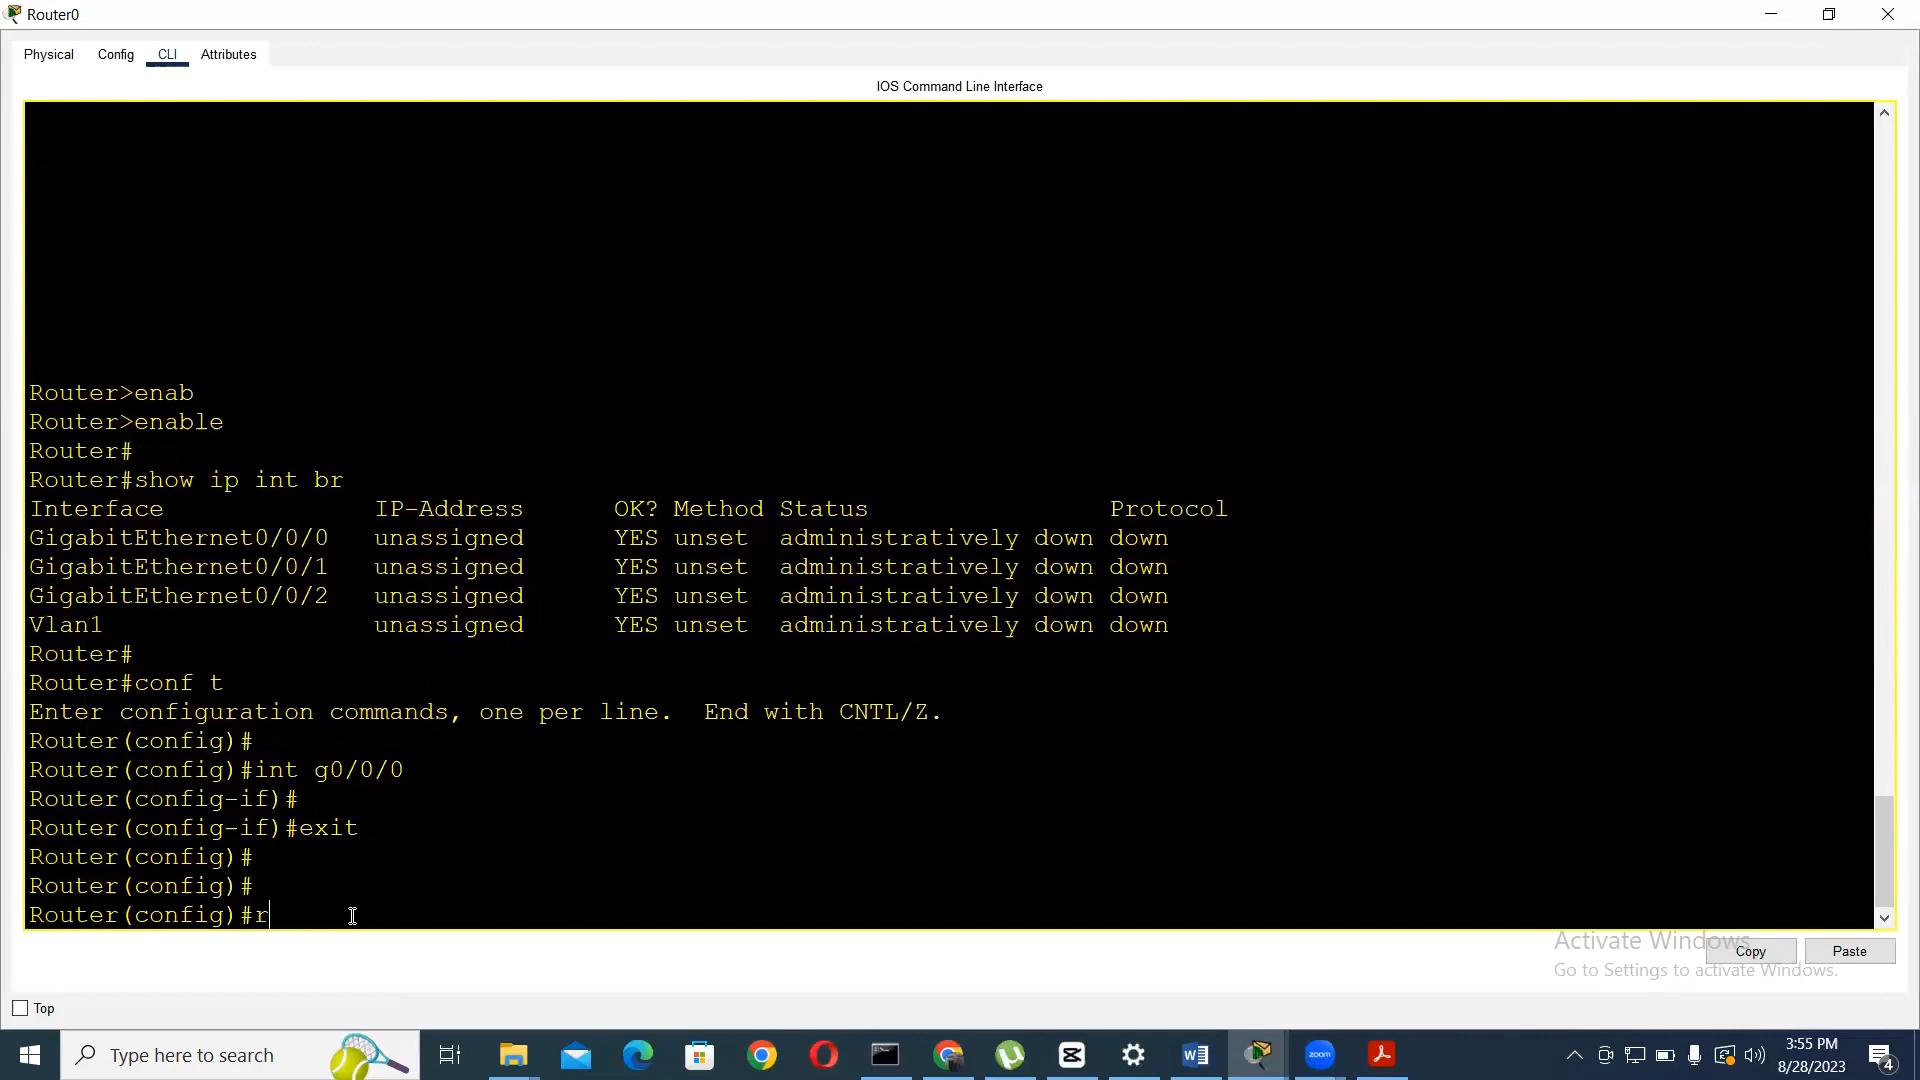 Router0
Physical Config CLI Attributes
IOS Command Line Interface
Router>enab
Router>enable
Router#
Router#show ip int br
Interface IP-Address OK? Method Status Protocol
GigabitEthernet0/0/0 unassigned YES unset administratively down down
GigabitEthernet0/0/1 unassigned YES unset administratively down down
GigabitEthernet0/0/2 unassigned YES unset administratively down down
Vlan1 unassigned YES unset administratively down down
Router#
Router#conf t
Enter configuration commands, one per line. End with CNTL/Z.
Router(config)#
Router(config)#int g0/0/0
Router(config-if)#
Router(config-if)#exit
Router(config)#
Router(config)#
Router(config)#r
Activate Windows
Go to Settings to activate Windows.
Copy Paste
Top
Type here to search
zoom
3:55 PM
8/28/2023
4